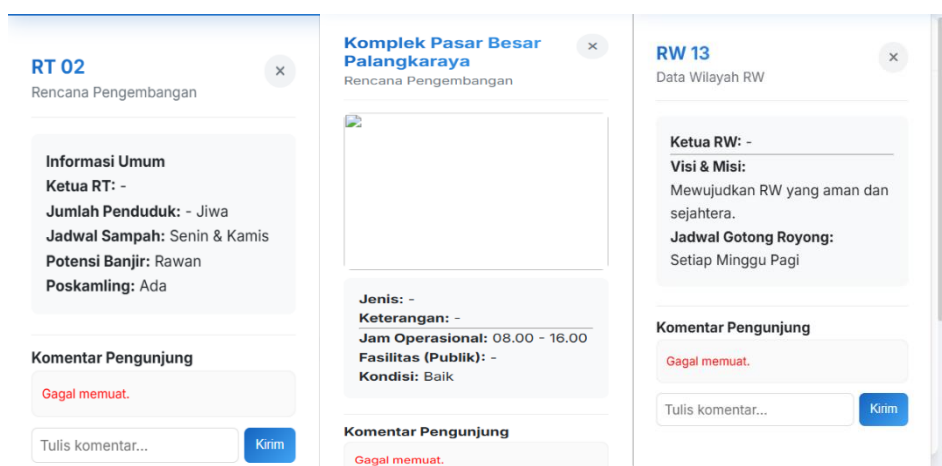 RT 02
Rencana Pengembangan
×
Informasi Umum
Ketua RT: -
Jumlah Penduduk: - Jiwa
Jadwal Sampah: Senin & Kamis
Potensi Banjir: Rawan
Poskamling: Ada
Komentar Pengunjung
Gagal memuat.
Tulis komentar...
Kirim
Komplek Pasar Besar
Palangkaraya
Rencana Pengembangan
×
Jenis: -
Keterangan: -
Jam Operasional: 08.00 - 16.00
Fasilitas (Publik): -
Kondisi: Baik
Komentar Pengunjung
Gagal memuat.
RW 13
Data Wilayah RW
×
Ketua RW: -
Visi & Misi:
Mewujudkan RW yang aman dan
sejahtera.
Jadwal Gotong Royong:
Setiap Minggu Pagi
Komentar Pengunjung
Gagal memuat.
Tulis komentar...
Kirim